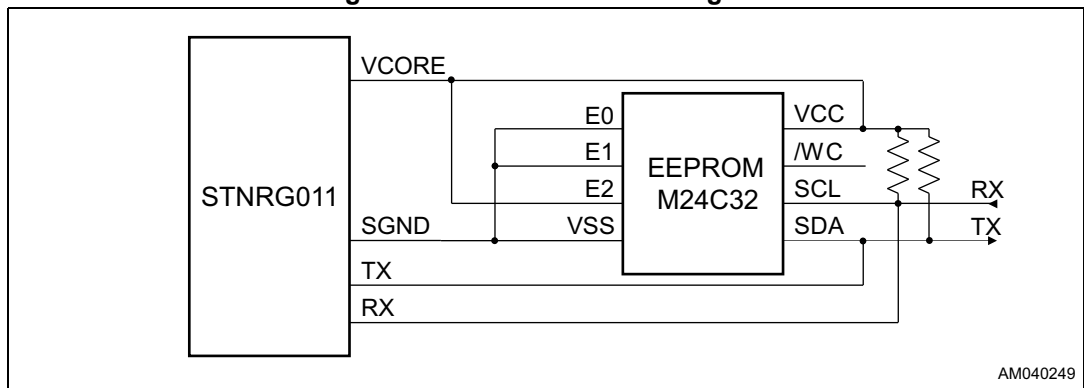 STNRG011
VCORE
SGND
TX
RX
E0
E1
E2
VSS
EEPROM
M24C32
VCC
/WC
SCL
SDA
RX
TX
AM040249